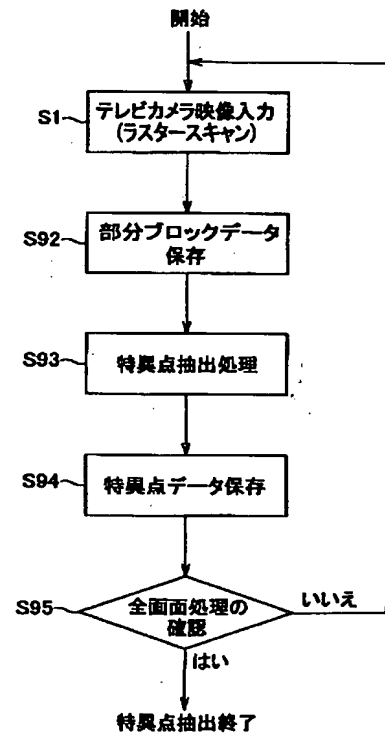 開始
S1
テレビカメラ映像入力
(ラスタースキャン)
S92
部分ブロックデータ
保存
S93
特異点抽出処理
S94
特異点データ保存
S95
全画面処理の
確認
いいえ
はい
特異点抽出終了